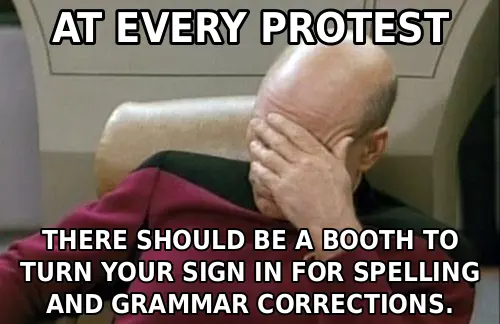 AT EVERY PROTEST
THERE SHOULD BE A BOOTH TO
TURN YOUR SIGN IN FOR SPELLING
AND GRAMMAR CORRECTIONS.